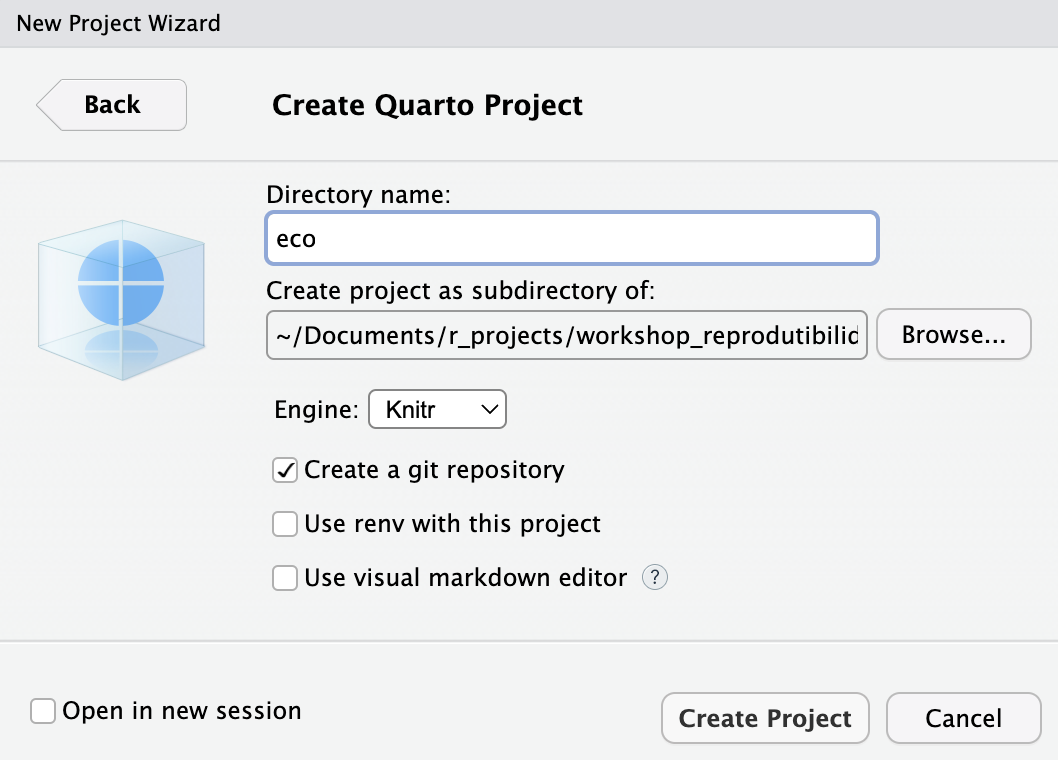 New Project Wizard
Back
Create Quarto Project
Directory name:
eco
Create project as subdirectory of:
~/Documents/r_projects/workshop_reprodutibilid
Browse...
Engine: Knitr
Create a git repository
Use renv with this project
Use visual markdown editor ?
Open in new session
Create Project
Cancel